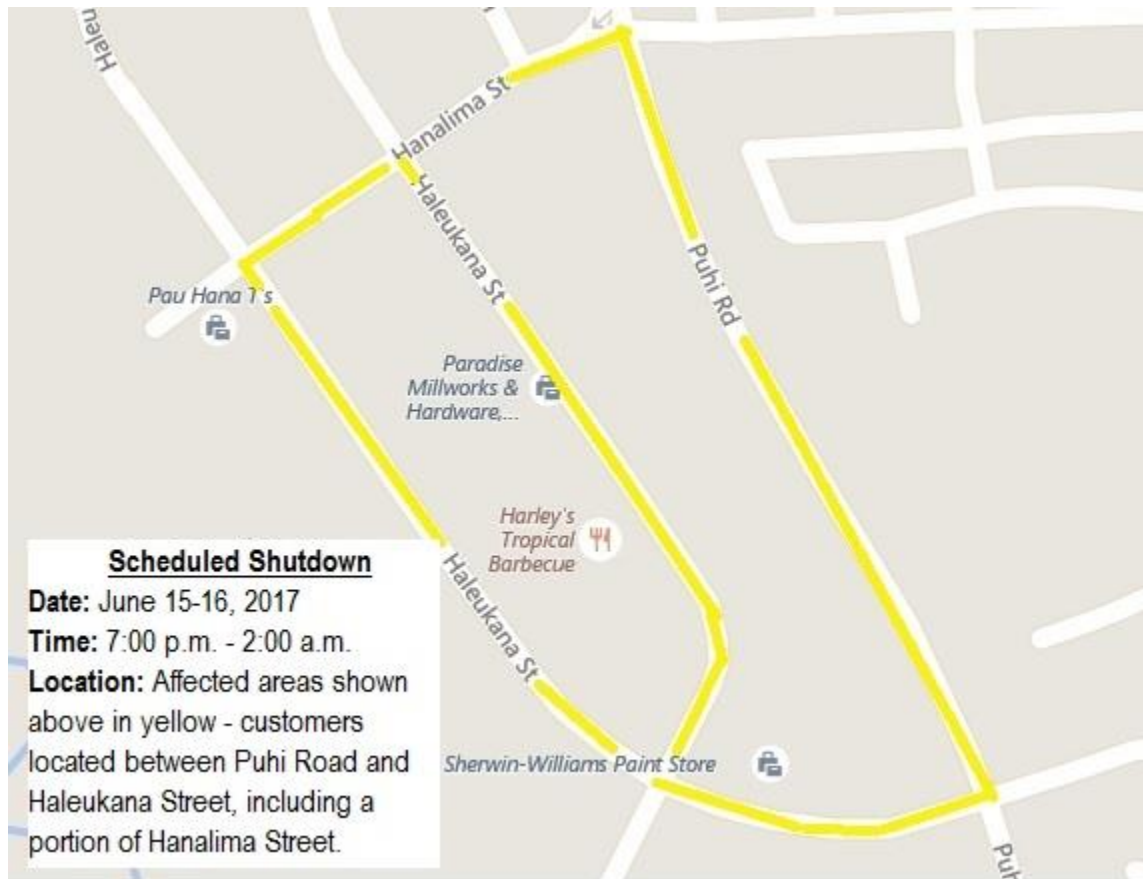 Haleu
Hanalima St
Haleukana St
Puhi Rd
Pau Hana T's
Paradise
Millworks &
Hardware,...
Harley's
Tropical
Barbecue
Haleukana St
Sherwin-Williams Paint Store
Puh
Scheduled Shutdown
Date: June 15-16, 2017
Time: 7:00 p.m. - 2:00 a.m.
Location: Affected areas shown
above in yellow - customers
located between Puhi Road and
Haleukana Street, including a
portion of Hanalima Street.